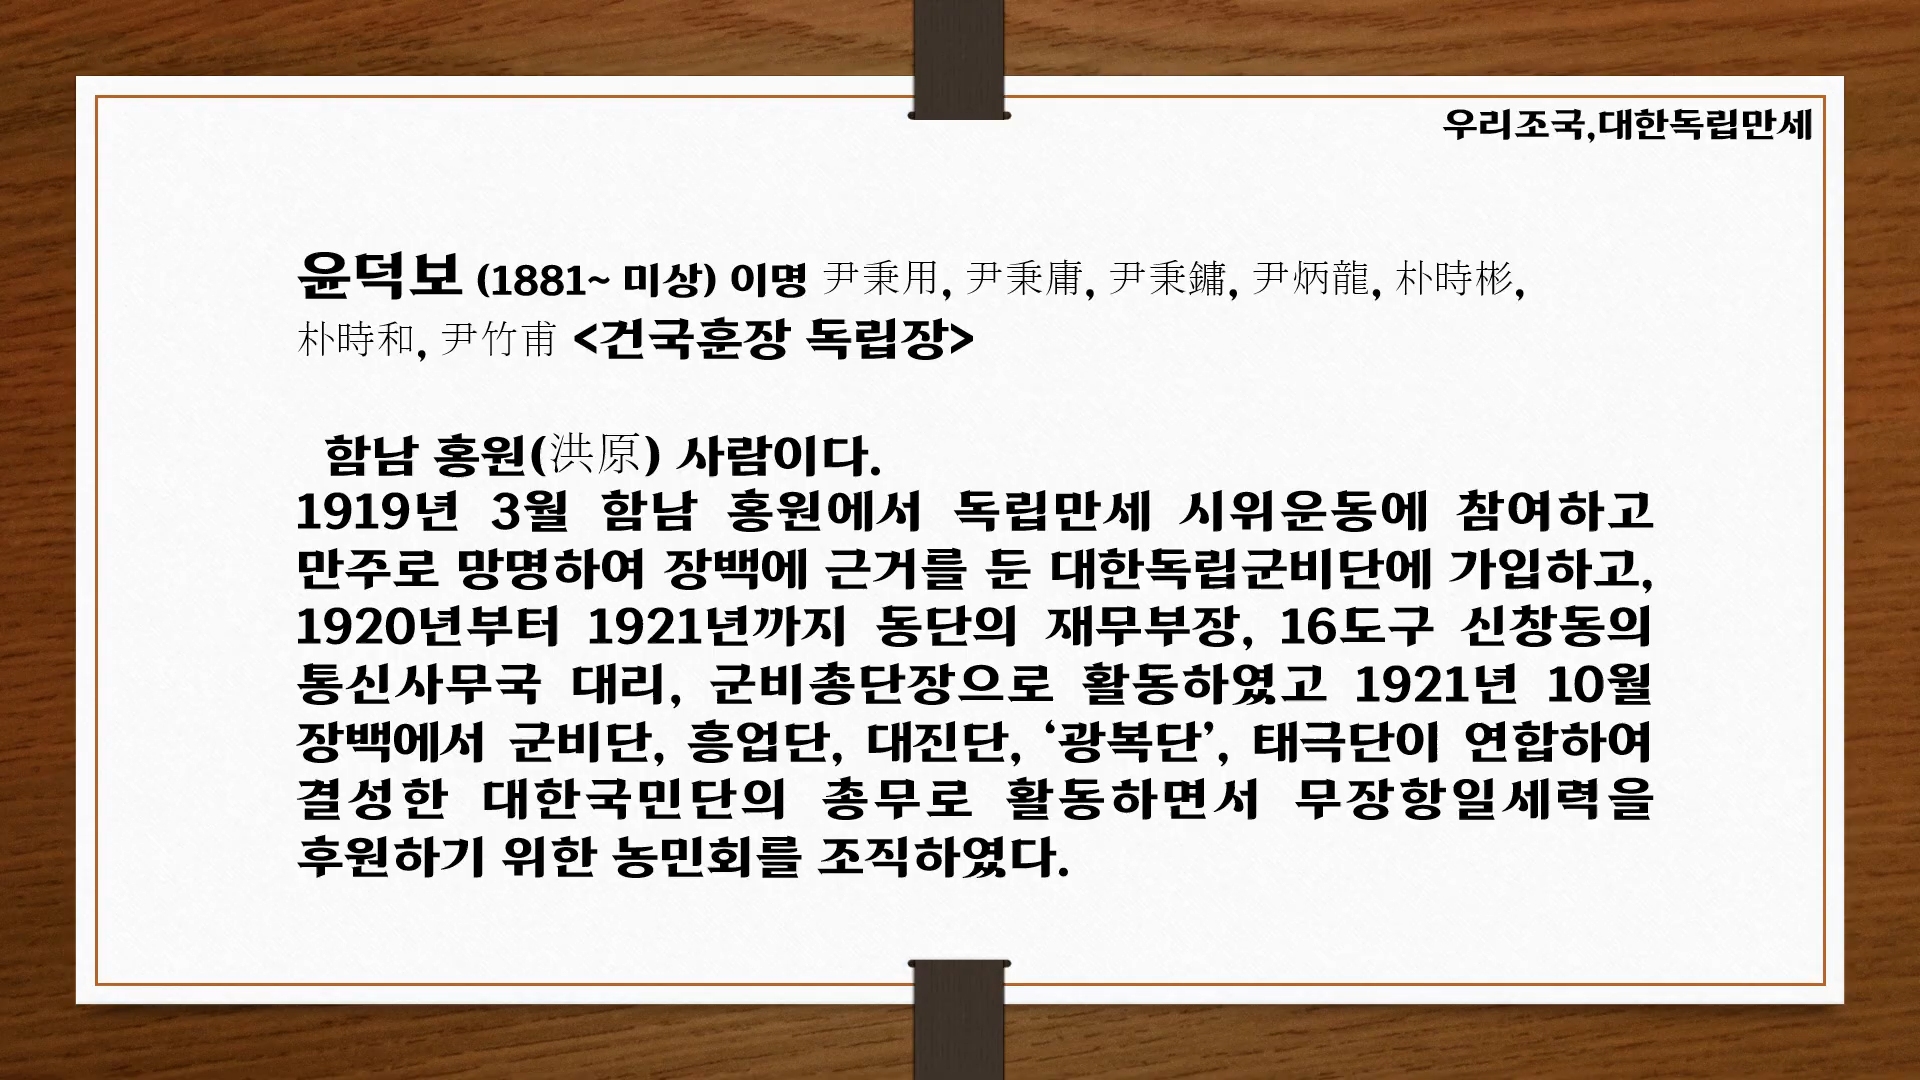 우리조국,대한독립만세
윤덕보 (1881~ 미상) 이명 尹秉用, 尹秉庸, 尹秉鏞, 尹炳龍, 朴時彬,
朴時和, 尹竹甫 <건국훈장 독립장>
함남 홍원(洪原) 사람이다.
1919년 3월 함남 홍원에서 독립만세 시위운동에 참여하고
만주로 망명하여 장백에 근거를 둔 대한독립군비단에 가입하고,
1920년부터 1921년까지 동단의 재무부장, 16도구 신창동의
통신사무국 대리, 군비총단장으로 활동하였고 1921년 10월
장백에서 군비단, 흥업단, 대진단, ‘광복단’, 태극단이 연합하여
결성한 대한국민단의 총무로 활동하면서 무장항일세력을
후원하기 위한 농민회를 조직하였다.